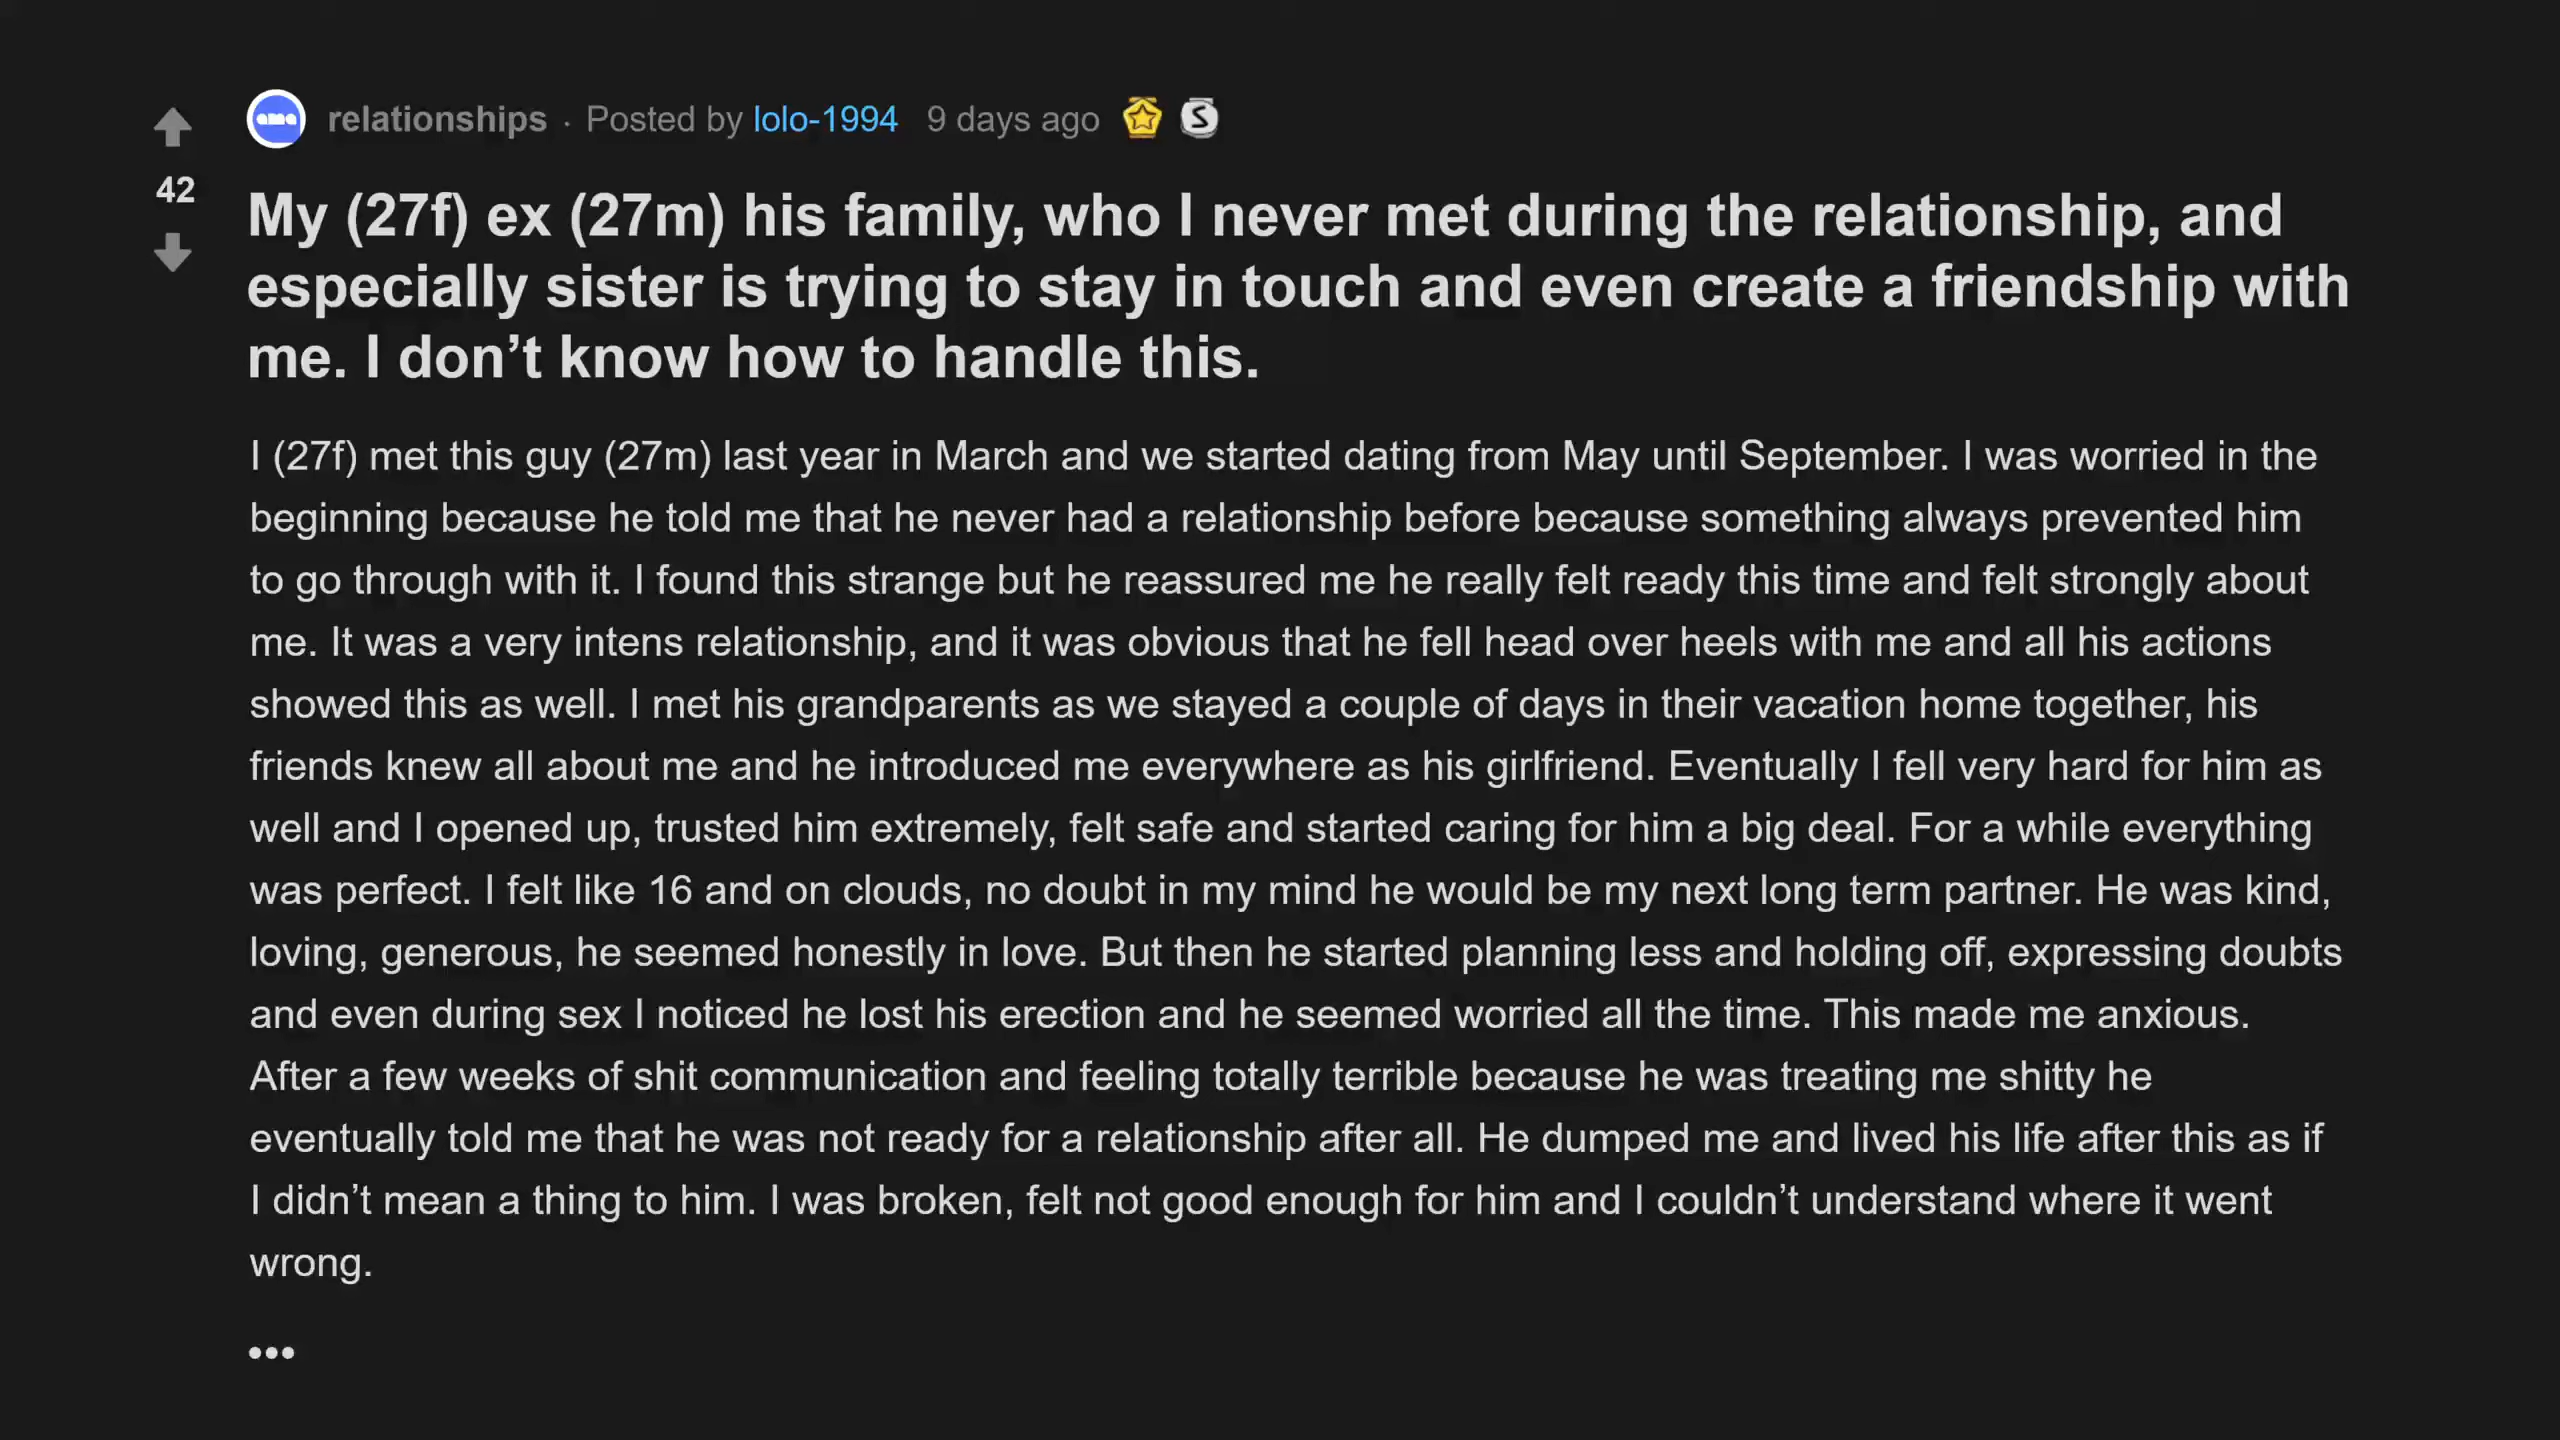 relationships · Posted by lolo-1994 9 days ago
42
My (27f) ex (27m) his family, who I never met during the relationship, and
especially sister is trying to stay in touch and even create a friendship with
me. I don’t know how to handle this.
I (27f) met this guy (27m) last year in March and we started dating from May until September. I was worried in the
beginning because he told me that he never had a relationship before because something always prevented him
to go through with it. I found this strange but he reassured me he really felt ready this time and felt strongly about
me. It was a very intens relationship, and it was obvious that he fell head over heels with me and all his actions
showed this as well. I met his grandparents as we stayed a couple of days in their vacation home together, his
friends knew all about me and he introduced me everywhere as his girlfriend. Eventually I fell very hard for him as
well and I opened up, trusted him extremely, felt safe and started caring for him a big deal. For a while everything
was perfect. I felt like 16 and on clouds, no doubt in my mind he would be my next long term partner. He was kind,
loving, generous, he seemed honestly in love. But then he started planning less and holding off, expressing doubts
and even during sex I noticed he lost his erection and he seemed worried all the time. This made me anxious.
After a few weeks of shit communication and feeling totally terrible because he was treating me shitty he
eventually told me that he was not ready for a relationship after all. He dumped me and lived his life after this as if
I didn’t mean a thing to him. I was broken, felt not good enough for him and I couldn’t understand where it went
wrong.
•••